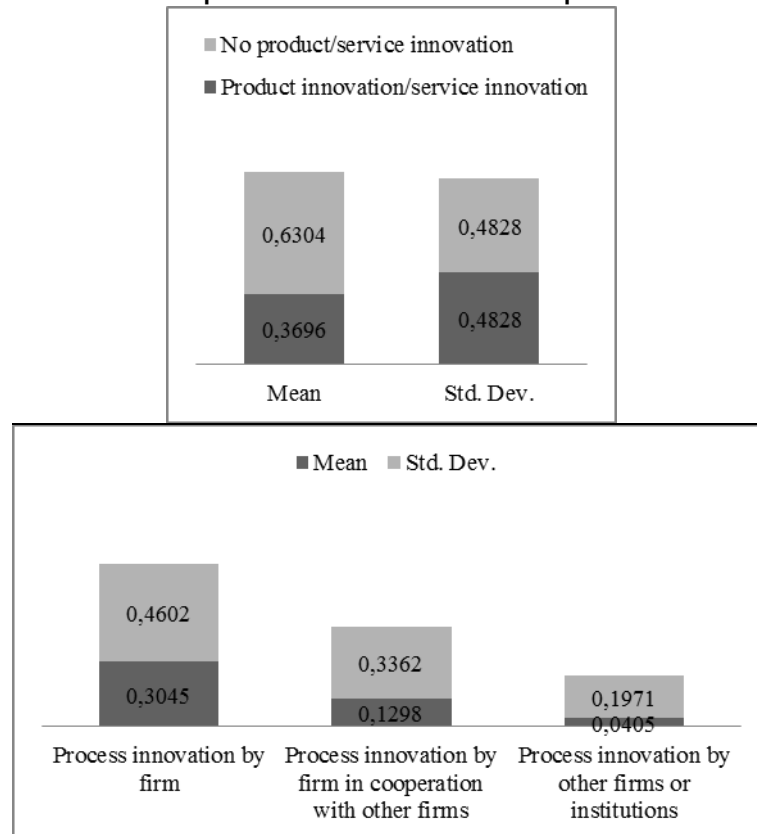 No product/service innovation
Product innovation/service innovation
0,6304
0,4828
0,3696
0,4828
Mean
Std. Dev.
Mean
Std. Dev.
0,4602
0,3362
0,3045
0,1971
0,1298
0,0405
Process innovation by firm
Process innovation by firm in cooperation with other firms
Process innovation by other firms or institutions